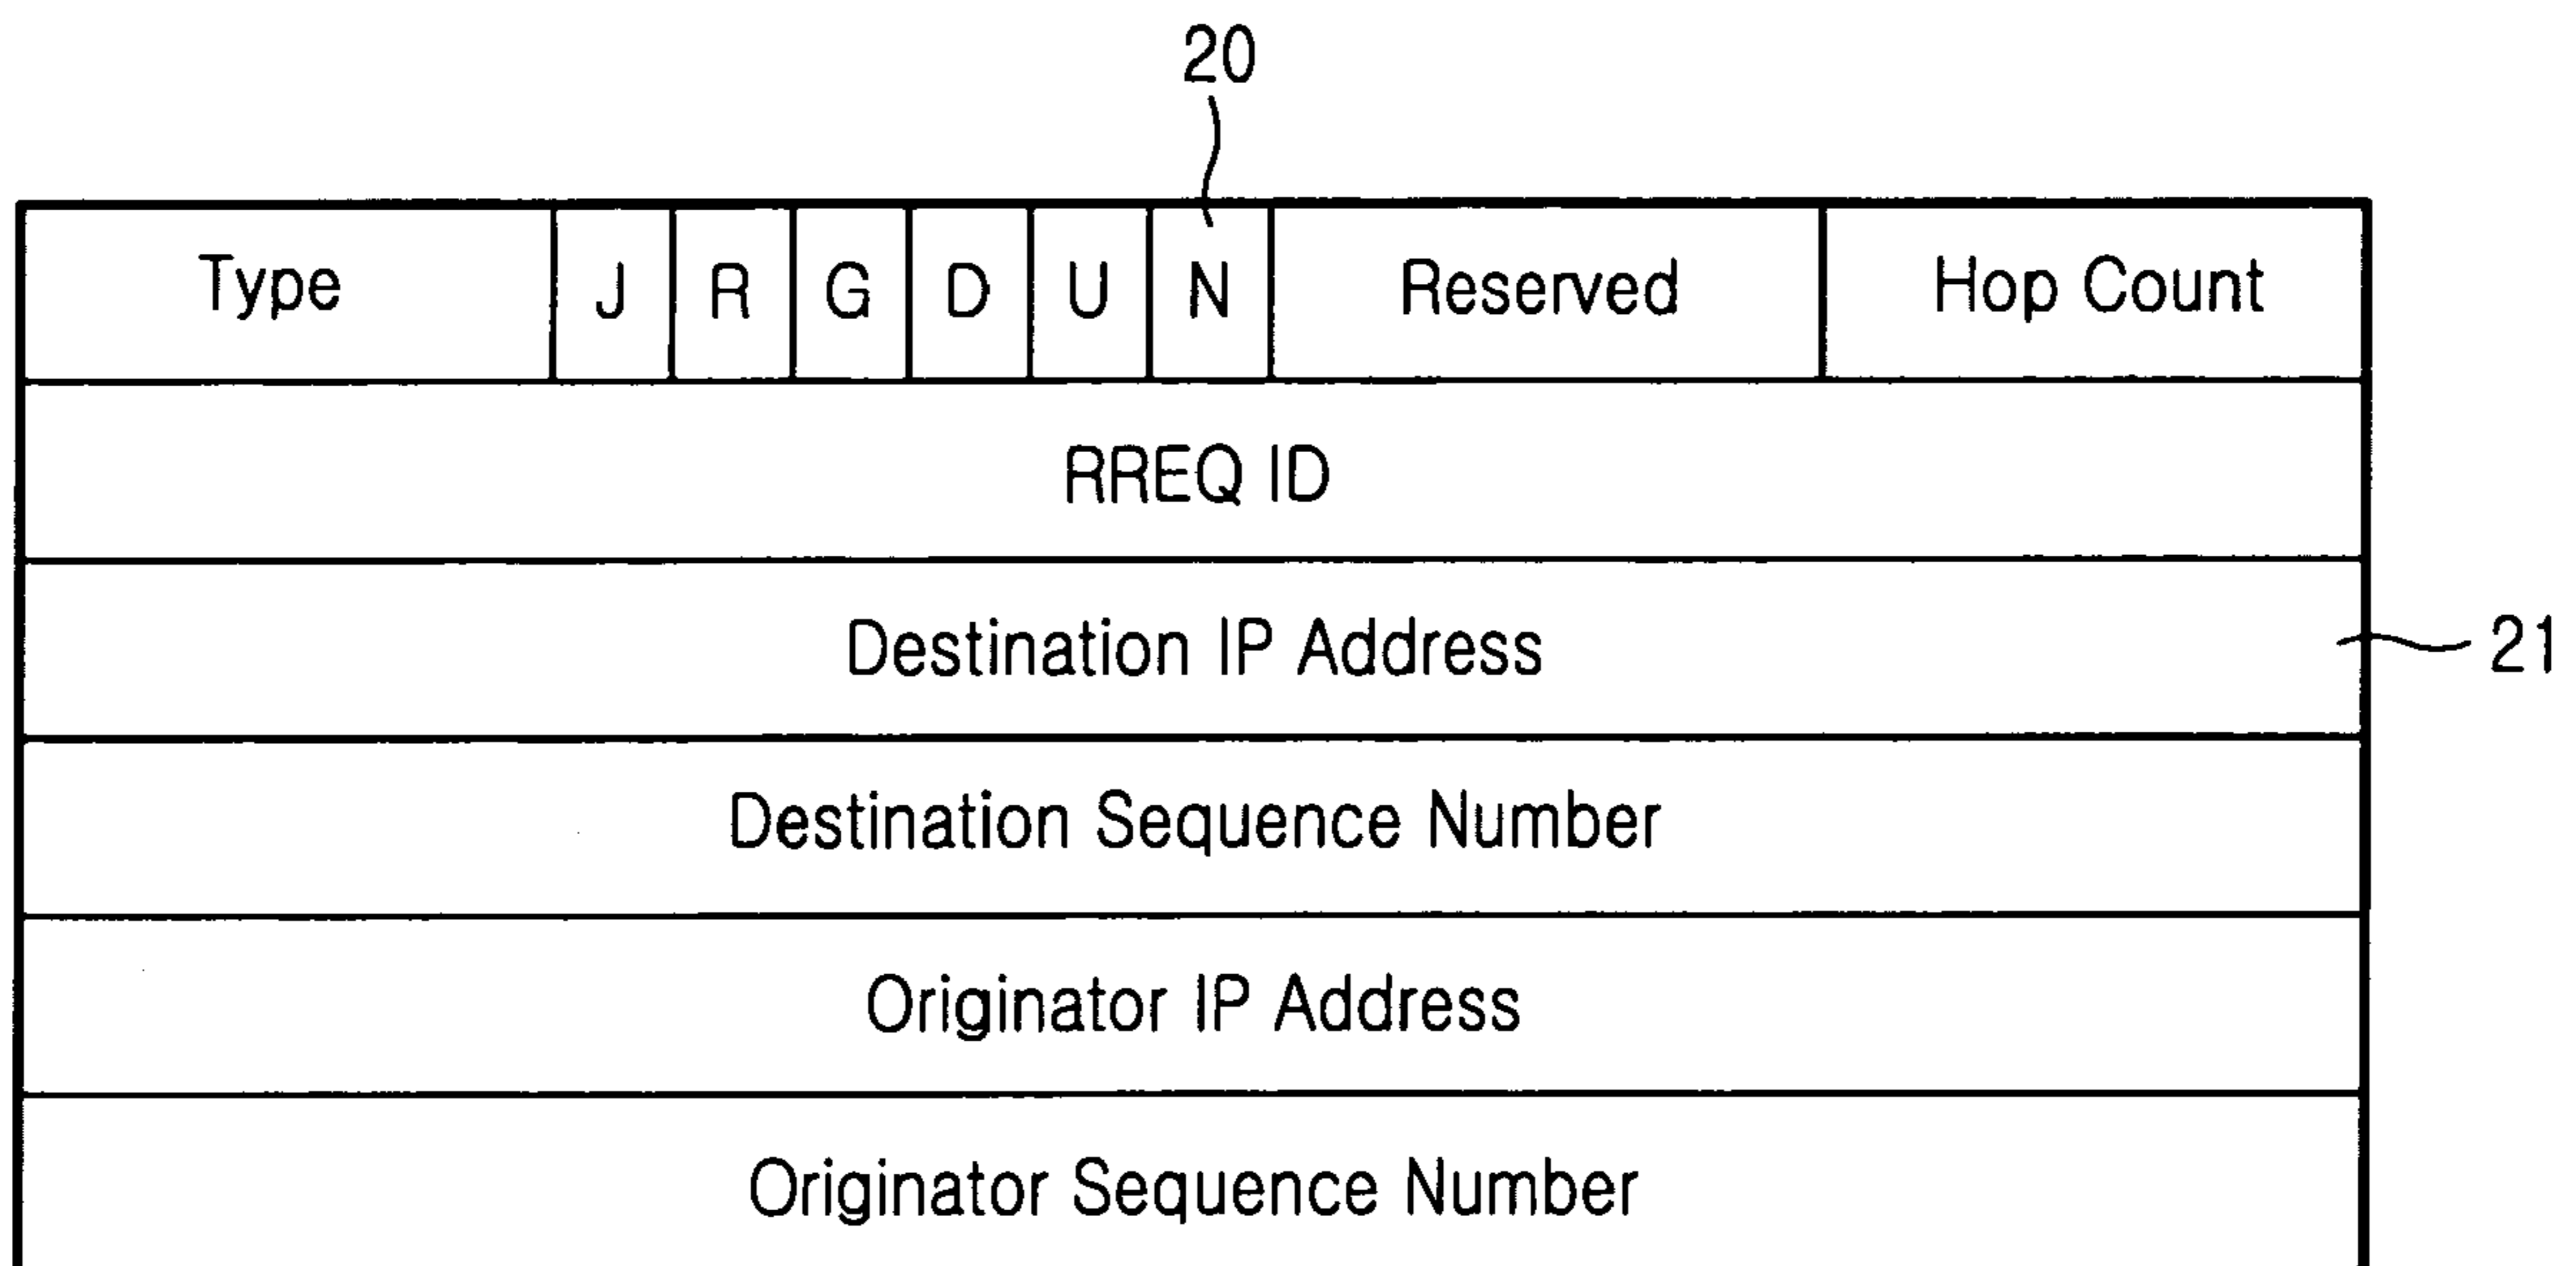 20
Type J R G D U N Reserved Hop Count
RREQ ID
Destination IP Address 21
Destination Sequence Number
Originator IP Address
Originator Sequence Number